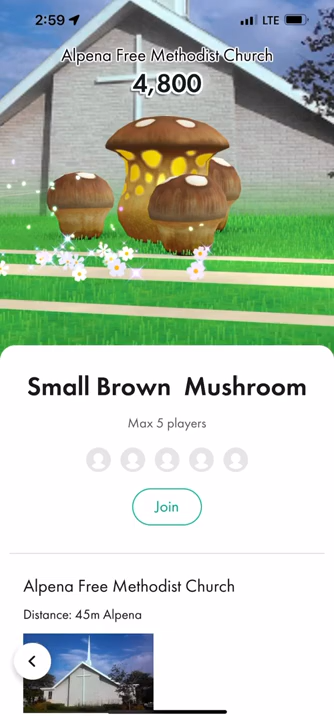 2:59
LTE
Alpena Free Methodist Church
4,800
Small Brown Mushroom
Max 5 players
Join
Alpena Free Methodist Church
Distance: 45m Alpena